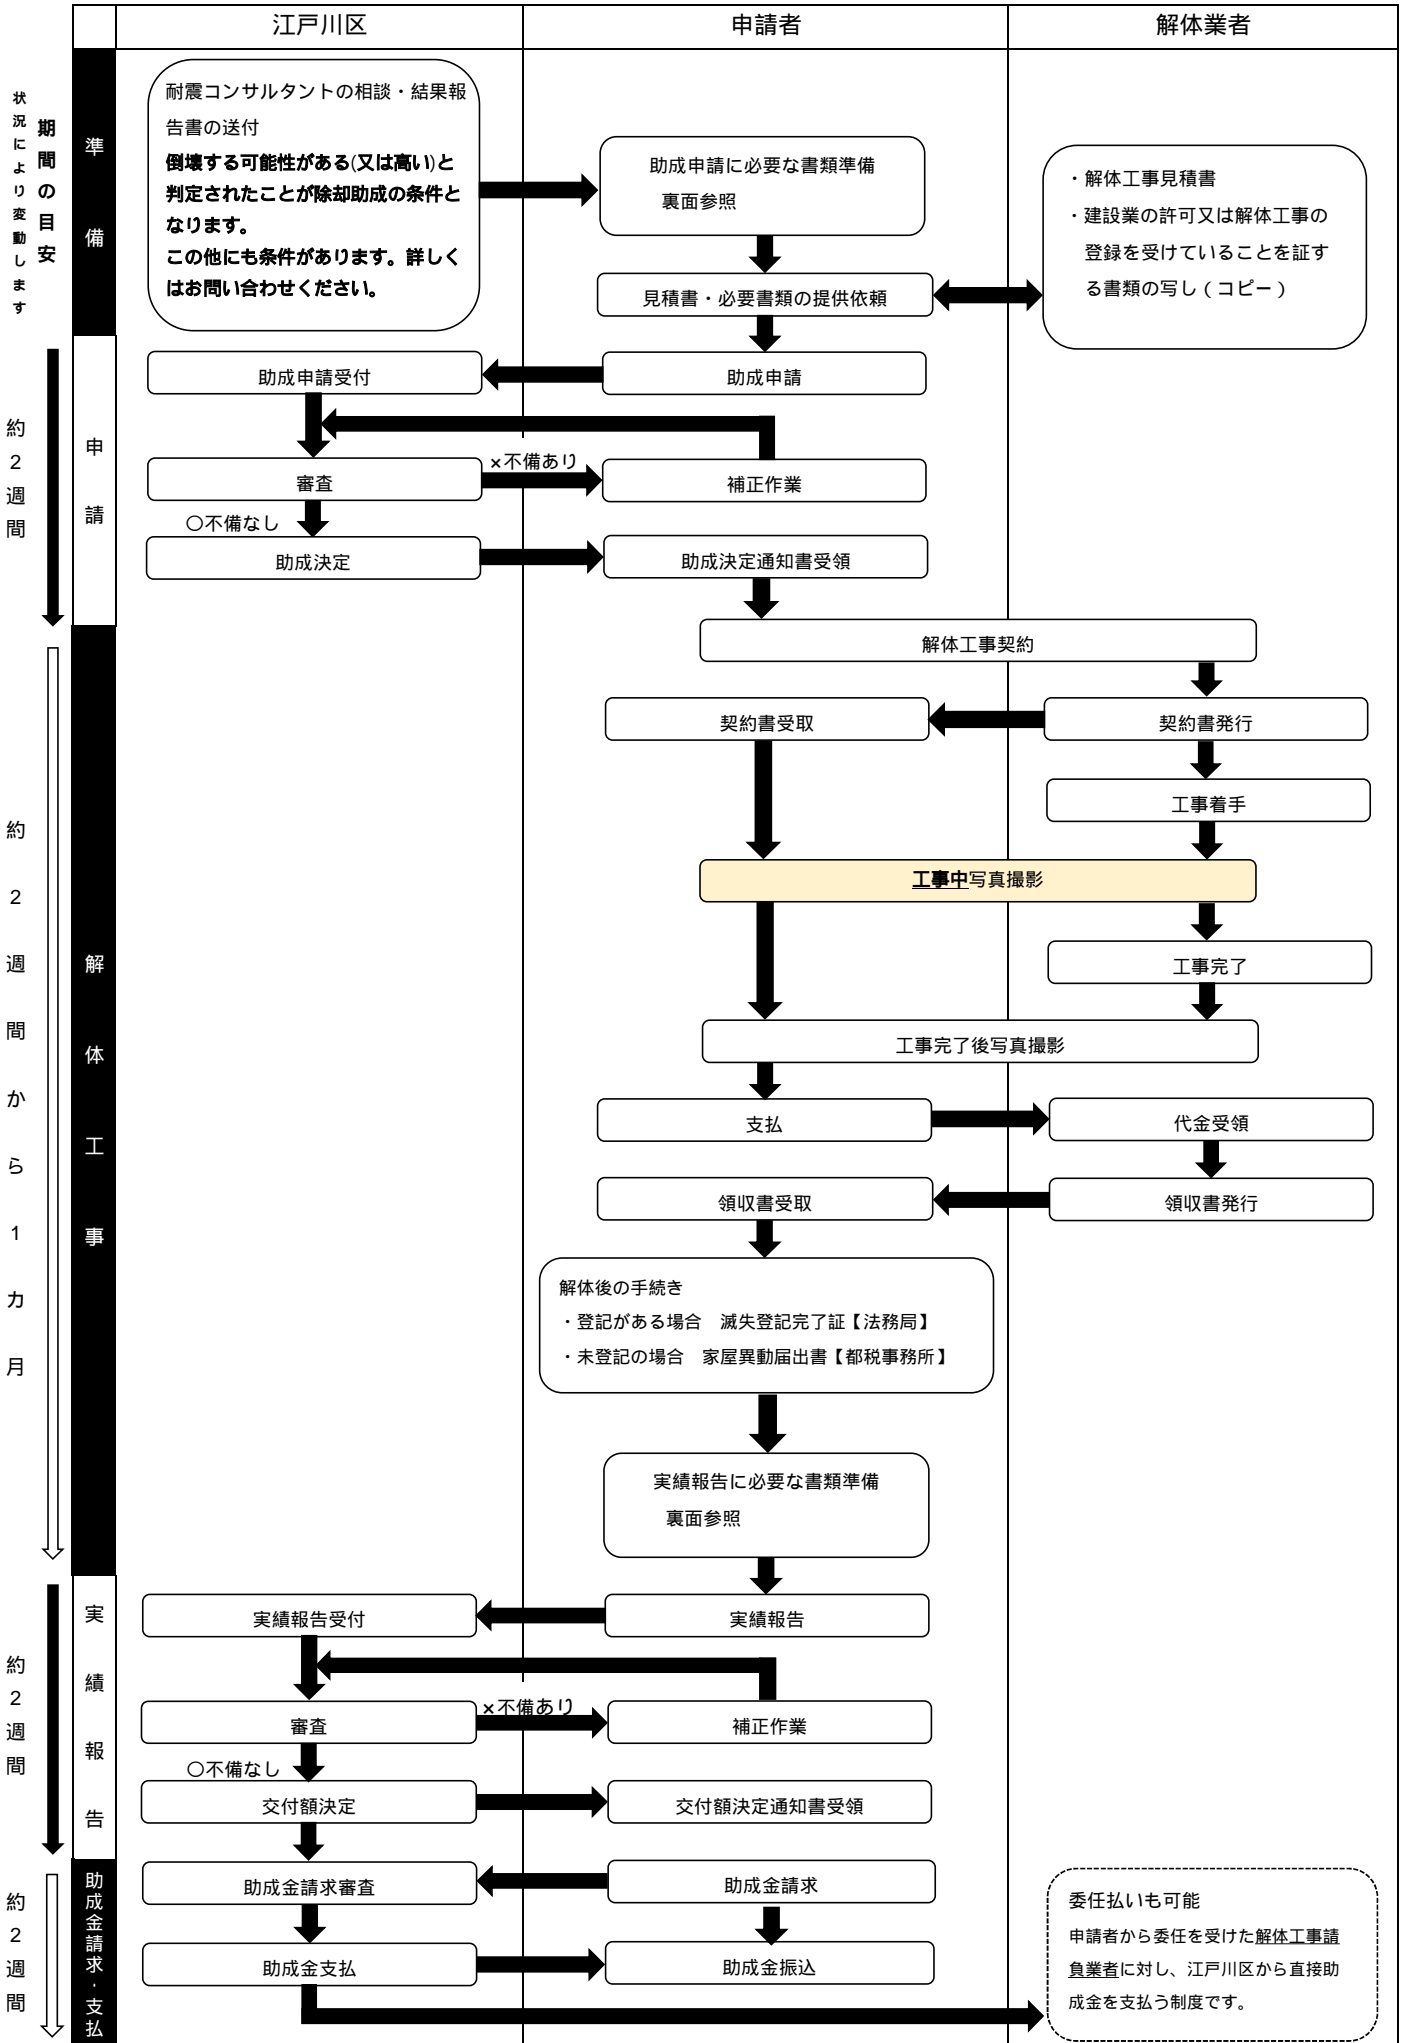 江戸川区
申請者
解体業者
状況により変動します
期間の目安
準備
耐震コンサルタントの相談・結果報
告書の送付
倒壊する可能性がある(又は高い)と
判定されたことが除却助成の条件と
なります。
この他にも条件があります。詳しく
はお問い合わせください。
助成申請に必要な書類準備
裏面参照
見積書・必要書類の提供依頼
・解体工事見積書
・建設業の許可又は解体工事の
登録を受けていることを証す
る書類の写し（コピー）
約2週間
申請
助成申請受付
助成申請
審査
×不備あり
補正作業
〇不備なし
助成決定
助成決定通知書受領
約2週間から1カ月
解体工事
解体工事契約
契約書受取
契約書発行
工事着手
工事中写真撮影
工事完了
工事完了後写真撮影
支払
代金受領
領収書受取
領収書発行
解体後の手続き
・登記がある場合　滅失登記完了証【法務局】
・未登記の場合　家屋異動届出書【都税事務所】
実績報告に必要な書類準備
裏面参照
約2週間
実績報告
実績報告受付
実績報告
審査
×不備あり
補正作業
〇不備なし
交付額決定
交付額決定通知書受領
約2週間
助成金請求・支払
助成金請求審査
助成金請求
助成金支払
助成金振込
委任払いも可能
申請者から委任を受けた解体工事請
負業者に対し、江戸川区から直接助
成金を支払う制度です。